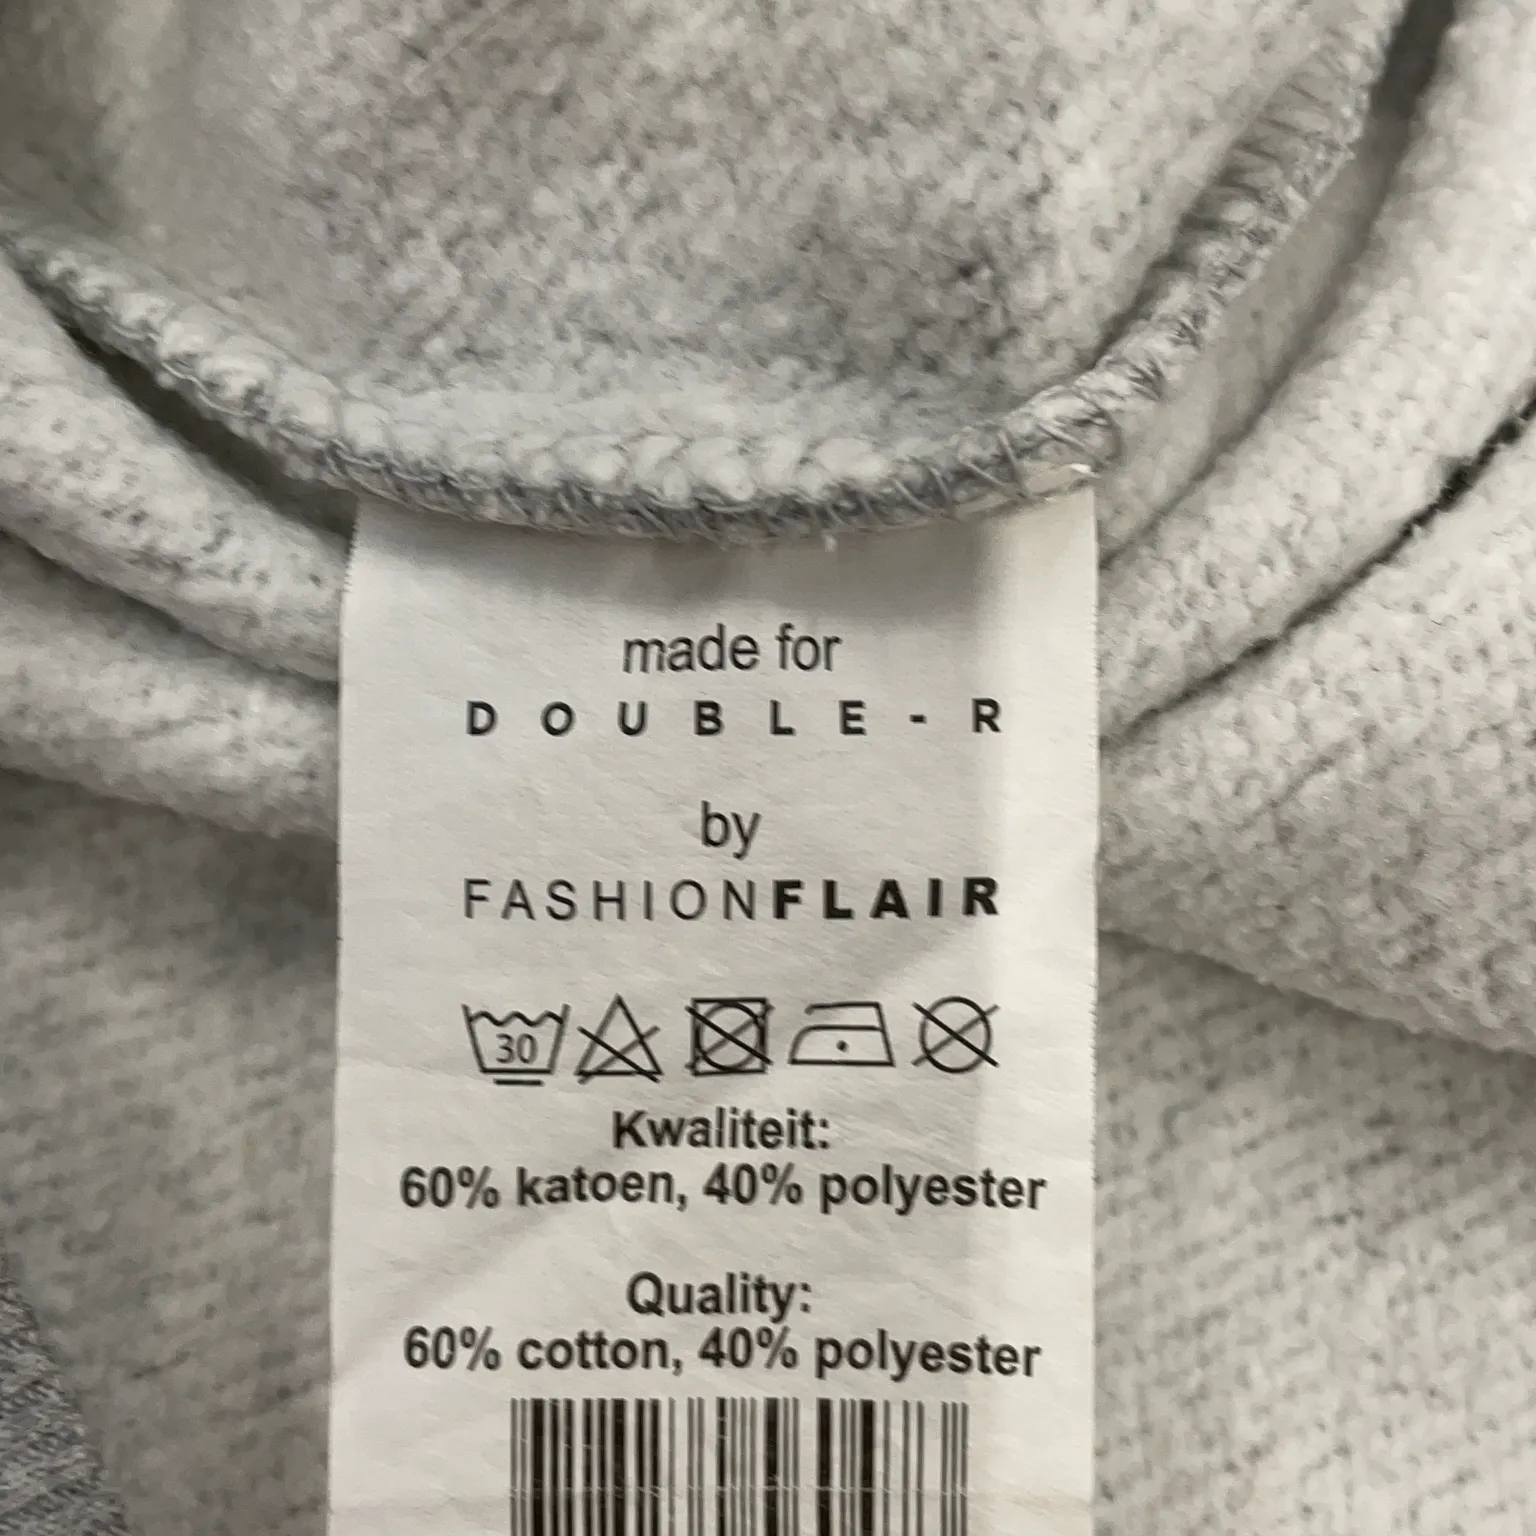 made for
DOUBLE-R
by
FASHIONFLAIR
30
Kwaliteit:
60% katoen, 40% polyester
Quality:
60% cotton, 40% polyester